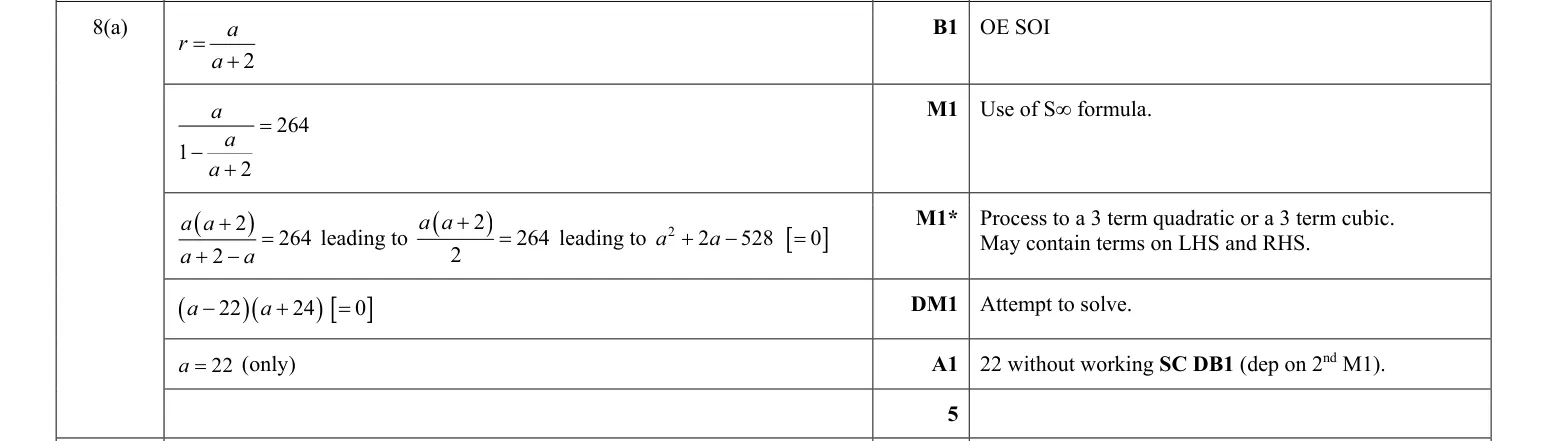 8(a) r = a/(a + 2) B1 OE SOI
a/(1 − a/(a + 2)) = 264 M1 Use of S∞ formula.
a(a + 2)/(a + 2 − a) = 264 leading to a(a + 2)/2 = 264 leading to a² + 2a − 528 [= 0] M1* Process to a 3 term quadratic or a 3 term cubic.
May contain terms on LHS and RHS.
(a − 22)(a + 24) [= 0] DM1 Attempt to solve.
a = 22 (only) A1 22 without working SC DB1 (dep on 2nd M1).
5